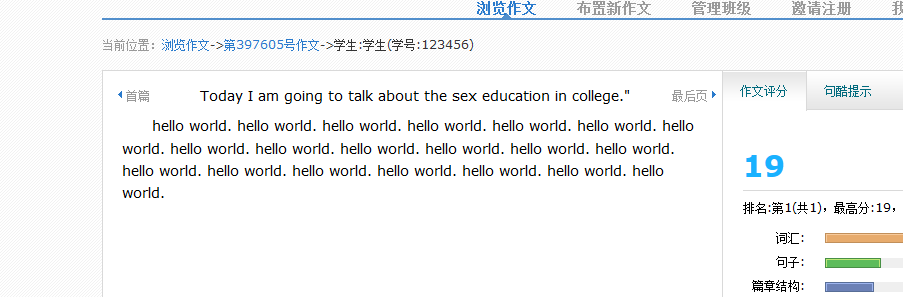 浏览作文 布置新作文 管理班级 邀请注册
当前位置：浏览作文->第397605号作文->学生:学生(学号:123456)
首篇 Today I am going to talk about the sex education in college." 最后页
hello world. hello world. hello world. hello world. hello world. hello world. hello
world. hello world. hello world. hello world. hello world. hello world. hello world.
hello world. hello world. hello world. hello world. hello world. hello world. hello
world.
作文评分 句酷提示
19
排名:第1(共1)，最高分:19，
词汇：
句子：
篇章结构：